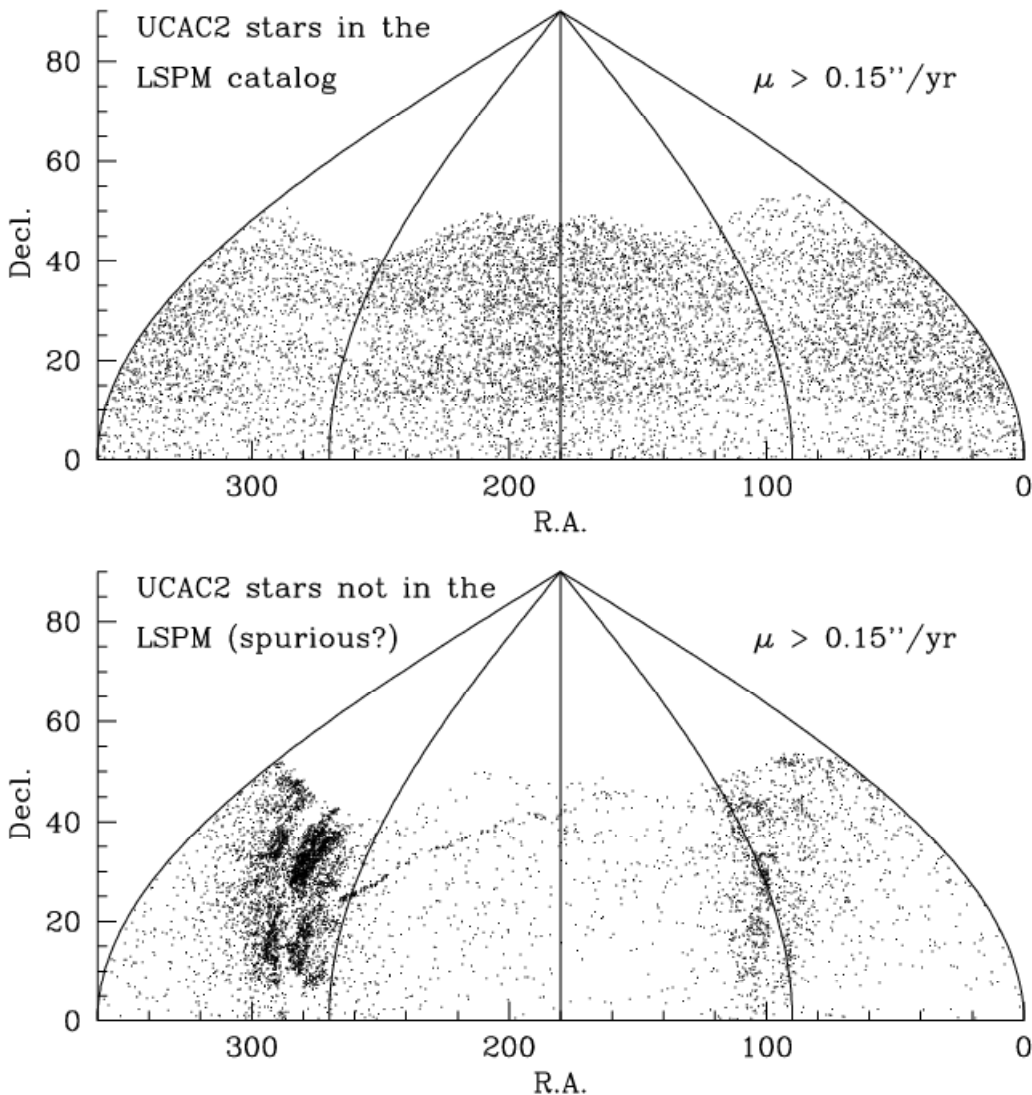 UCAC2 stars in the
LSPM catalog
μ > 0.15''/yr
80
60
40
20
0
Decl.
300
200
100
0
R.A.
UCAC2 stars not in the
LSPM (spurious?)
μ > 0.15''/yr
80
60
40
20
0
Decl.
300
200
100
0
R.A.